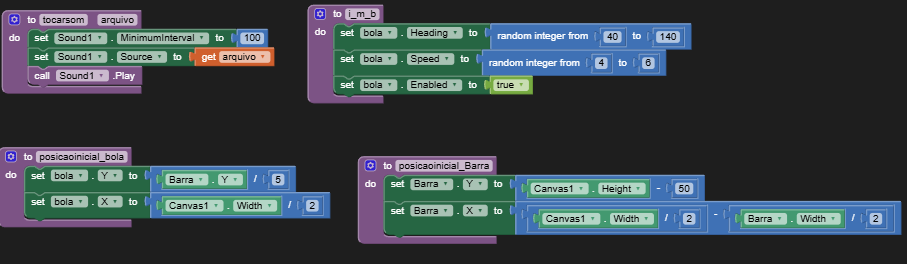 to tocarsom arquivo
do set Sound1 . MinimumInterval to 100
set Sound1 . Source to get arquivo
call Sound1 .Play
to i_m_b
do set bola . Heading to random integer from 40 to 140
set bola . Speed to random integer from 4 to 6
set bola . Enabled to true
to posicaoinicial_bola
do set bola . Y to Barra . Y / 5
set bola . X to Canvas1 . Width / 2
to posicaoinicial_Barra
do set Barra . Y to Canvas1 . Height - 50
set Barra . X to Canvas1 . Width / 2 - Barra . Width / 2